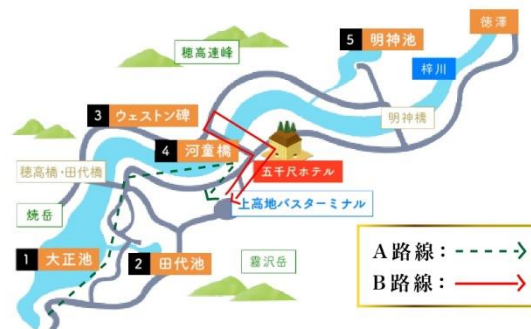 徳澤
5 明神池
穂高連峰
梓川
3 ウェストン碑
明神橋
4 河童橋
穂高橋・田代橋
五千尺ホテル
上高地バスターミナル
焼岳
1 大正池
2 田代池
霞沢岳
A路線：
B路線：